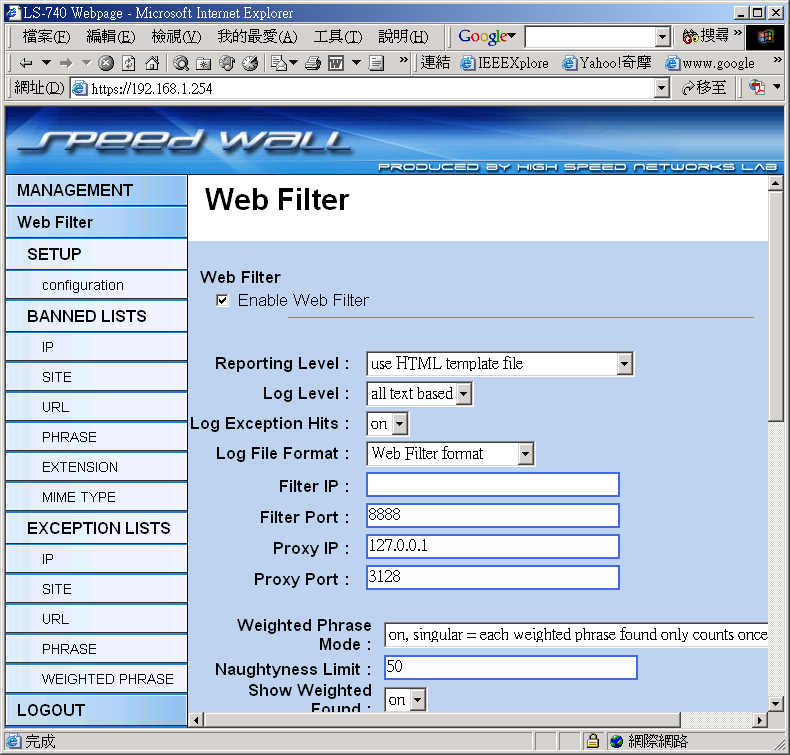 LS-740 Webpage - Microsoft Internet Explorer
檔案(F) 編輯(E) 檢視(V) 我的最愛(A) 工具(T) 說明(H) Google 搜尋 »
» 連結 IEEEXplore Yahoo!奇摩 www.google »
網址(D) https://192.168.1.254 移至
SPEED WALL
PRODUCED BY HIGH SPEED NETWORKS LAB
MANAGEMENT
Web Filter
SETUP
configuration
BANNED LISTS
IP
SITE
URL
PHRASE
EXTENSION
MIME TYPE
EXCEPTION LISTS
IP
SITE
URL
PHRASE
WEIGHTED PHRASE
LOGOUT
Web Filter
Web Filter
Enable Web Filter
Reporting Level : use HTML template file
Log Level : all text based
Log Exception Hits : on
Log File Format : Web Filter format
Filter IP :
Filter Port : 8888
Proxy IP : 127.0.0.1
Proxy Port : 3128
Weighted Phrase
Mode : on, singular = each weighted phrase found only counts once
Naughtyness Limit : 50
Show Weighted
Found : on
完成 網際網路